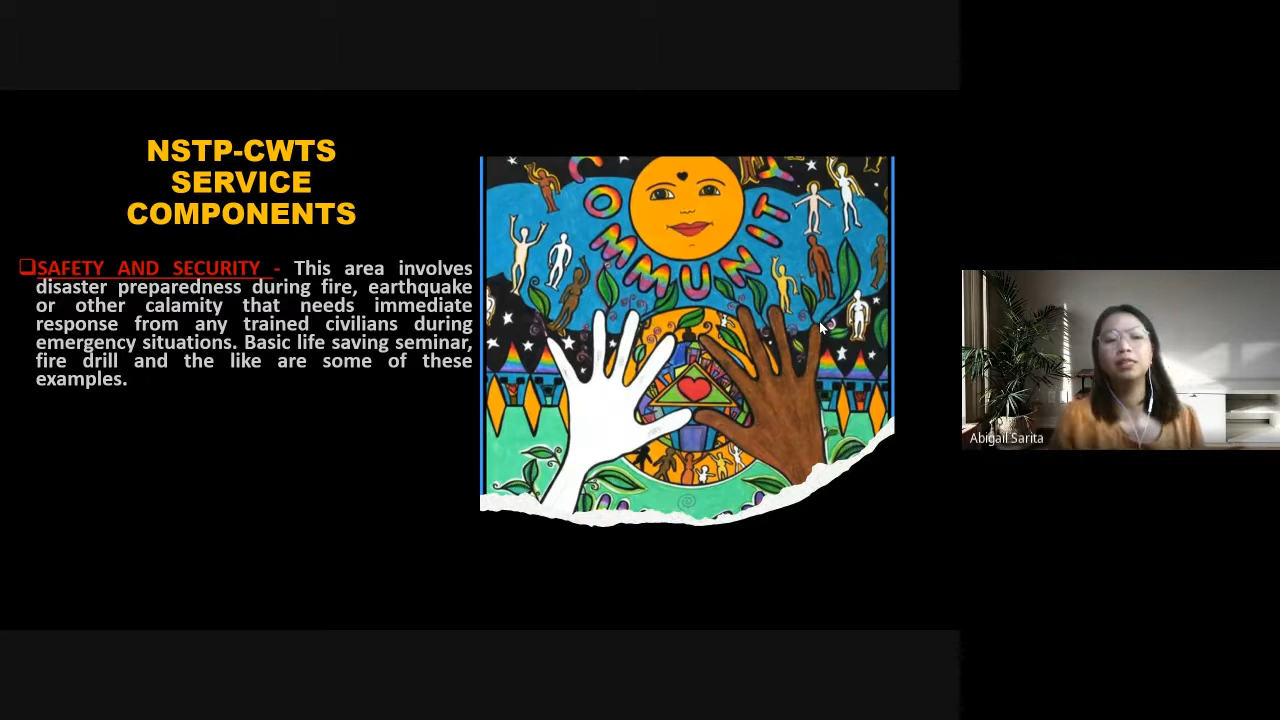 NSTP-CWTS
SERVICE
COMPONENTS
SAFETY AND SECURITY - This area involves
disaster preparedness during fire, earthquake
or other calamity that needs immediate
response from any trained civilians during
emergency situations. Basic life saving seminar,
fire drill and the like are some of these
examples.
COMMUNITY
Abigail Sarita